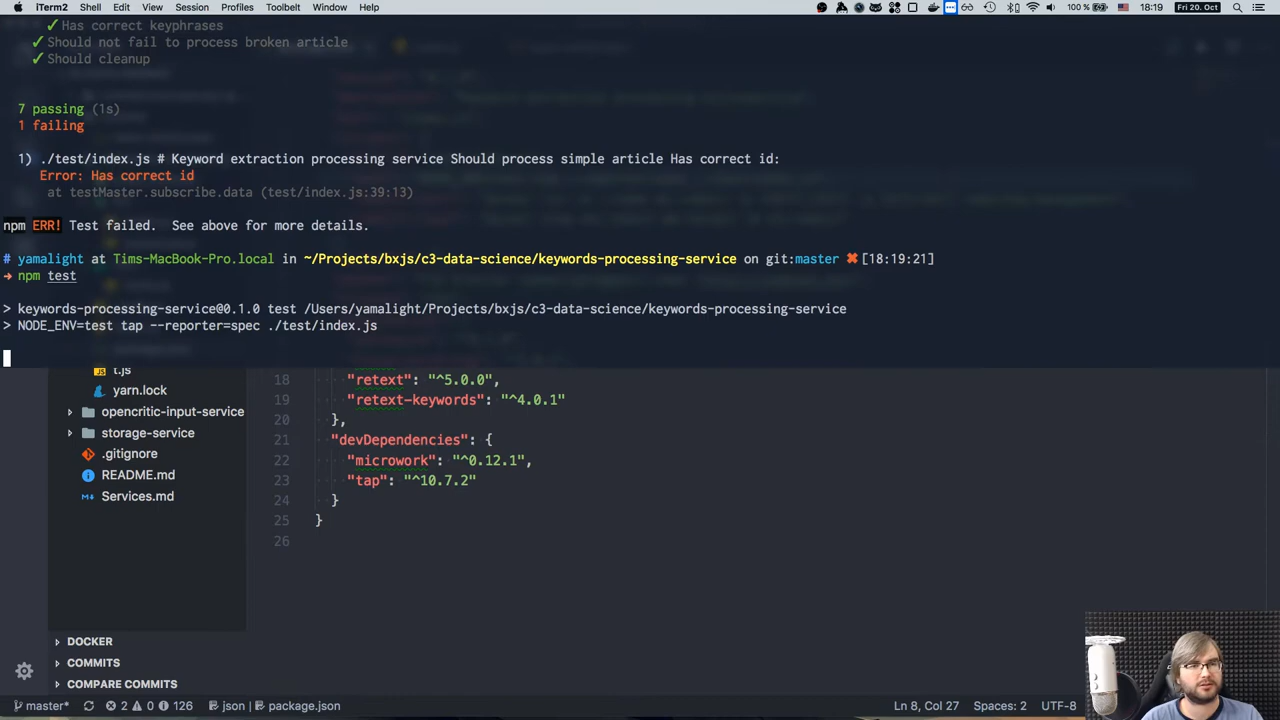 iTerm2 Shell Edit View Session Profiles Toolbelt Window Help 100 % 18:19 Fri 20. Oct
✓ Has correct keyphrases
✓ Should not fail to process broken article
✓ Should cleanup
7 passing (1s)
1 failing
1) ./test/index.js # Keyword extraction processing service Should process simple article Has correct id:
Error: Has correct id
at testMaster.subscribe.data (test/index.js:39:13)
npm ERR! Test failed.  See above for more details.
# yamalight at Tims-MacBook-Pro.local in ~/Projects/bxjs/c3-data-science/keywords-processing-service on git:master ✖ [18:19:21]
→ npm test
> keywords-processing-service@0.1.0 test /Users/yamalight/Projects/bxjs/c3-data-science/keywords-processing-service
> NODE_ENV=test tap --reporter=spec ./test/index.js
t.js
yarn.lock
opencritic-input-service
storage-service
.gitignore
README.md
Services.md
18 "retext": "^5.0.0",
19 "retext-keywords": "^4.0.1"
20 },
21 "devDependencies": {
22 "microwork": "^0.12.1",
23 "tap": "^10.7.2"
24 }
25 }
26
DOCKER
COMMITS
COMPARE COMMITS
master* 2 0 126 json package.json Ln 8, Col 27 Spaces: 2 UTF-8